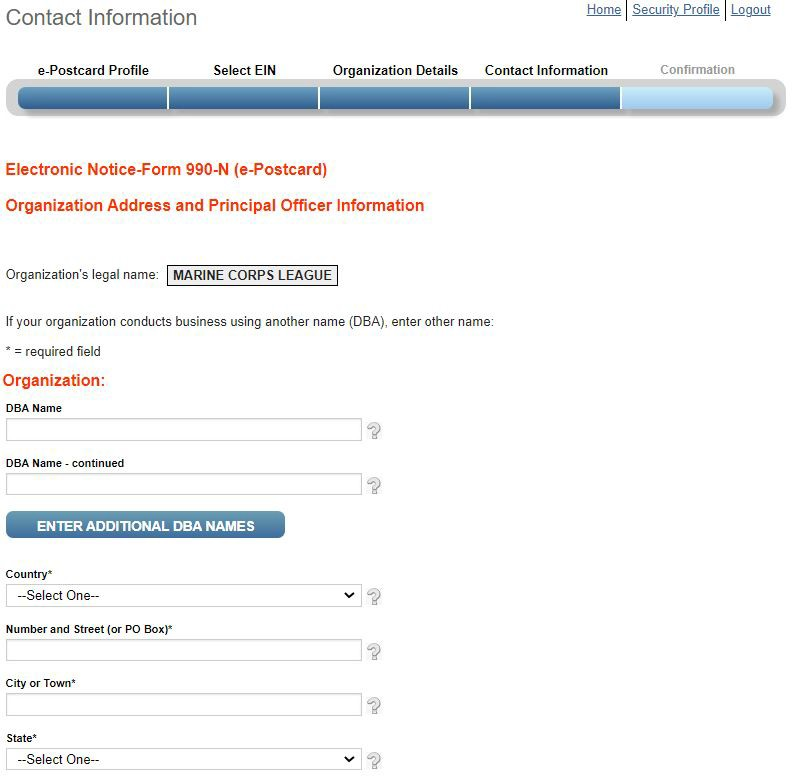 Contact Information
Home Security Profile Logout
e-Postcard Profile Select EIN Organization Details Contact Information Confirmation
Electronic Notice-Form 990-N (e-Postcard)
Organization Address and Principal Officer Information
Organization's legal name: MARINE CORPS LEAGUE
If your organization conducts business using another name (DBA), enter other name:
* = required field
Organization:
DBA Name
?
DBA Name - continued
?
ENTER ADDITIONAL DBA NAMES
Country*
--Select One-- ?
Number and Street (or PO Box)*
?
City or Town*
?
State*
--Select One-- ?